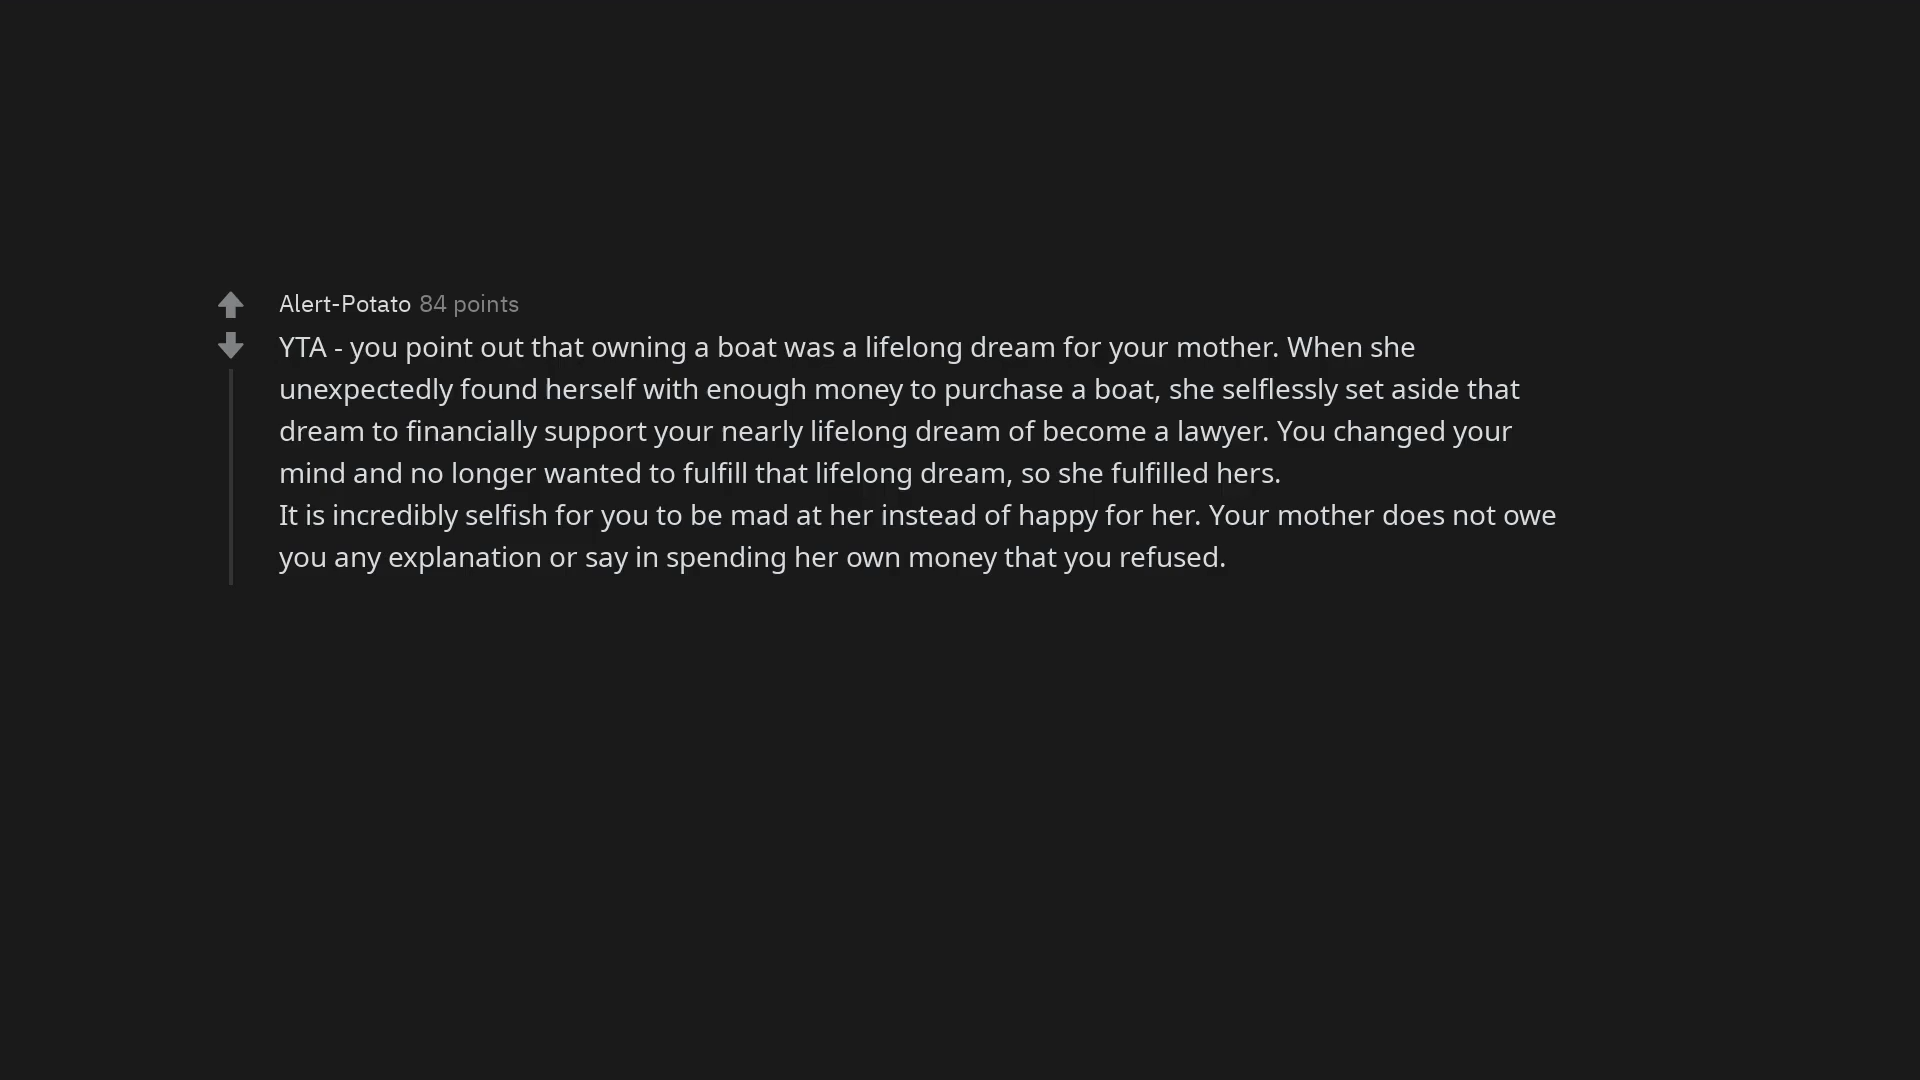 Alert-Potato 84 points
YTA - you point out that owning a boat was a lifelong dream for your mother. When she
unexpectedly found herself with enough money to purchase a boat, she selflessly set aside that
dream to financially support your nearly lifelong dream of become a lawyer. You changed your
mind and no longer wanted to fulfill that lifelong dream, so she fulfilled hers.
It is incredibly selfish for you to be mad at her instead of happy for her. Your mother does not owe
you any explanation or say in spending her own money that you refused.